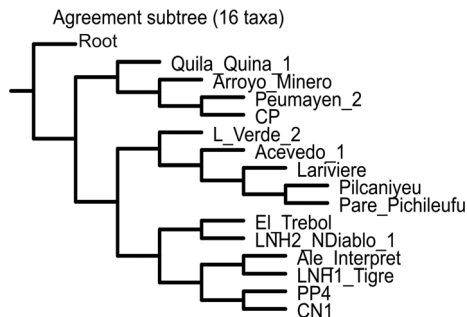 Agreement subtree (16 taxa)
Root
Quila_Quina_1
Arroyo_Minero
Peumayen_2
CP
L_Verde_2
Acevedo_1
Lariviere
Pilcaniyeu
Pare_Pichileufu
El_Trebol
LNH2_NDiablo_1
Ale_Interpret
LNH1_Tigre
PP4
CN1